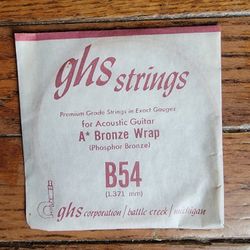 ghs strings
Premium Grade Strings in Exact Gauges
for Acoustic Guitar
A* Bronze Wrap
(Phosphor Bronze)
B54
(1.371 mm)
ghs corporation / battle creek / michigan